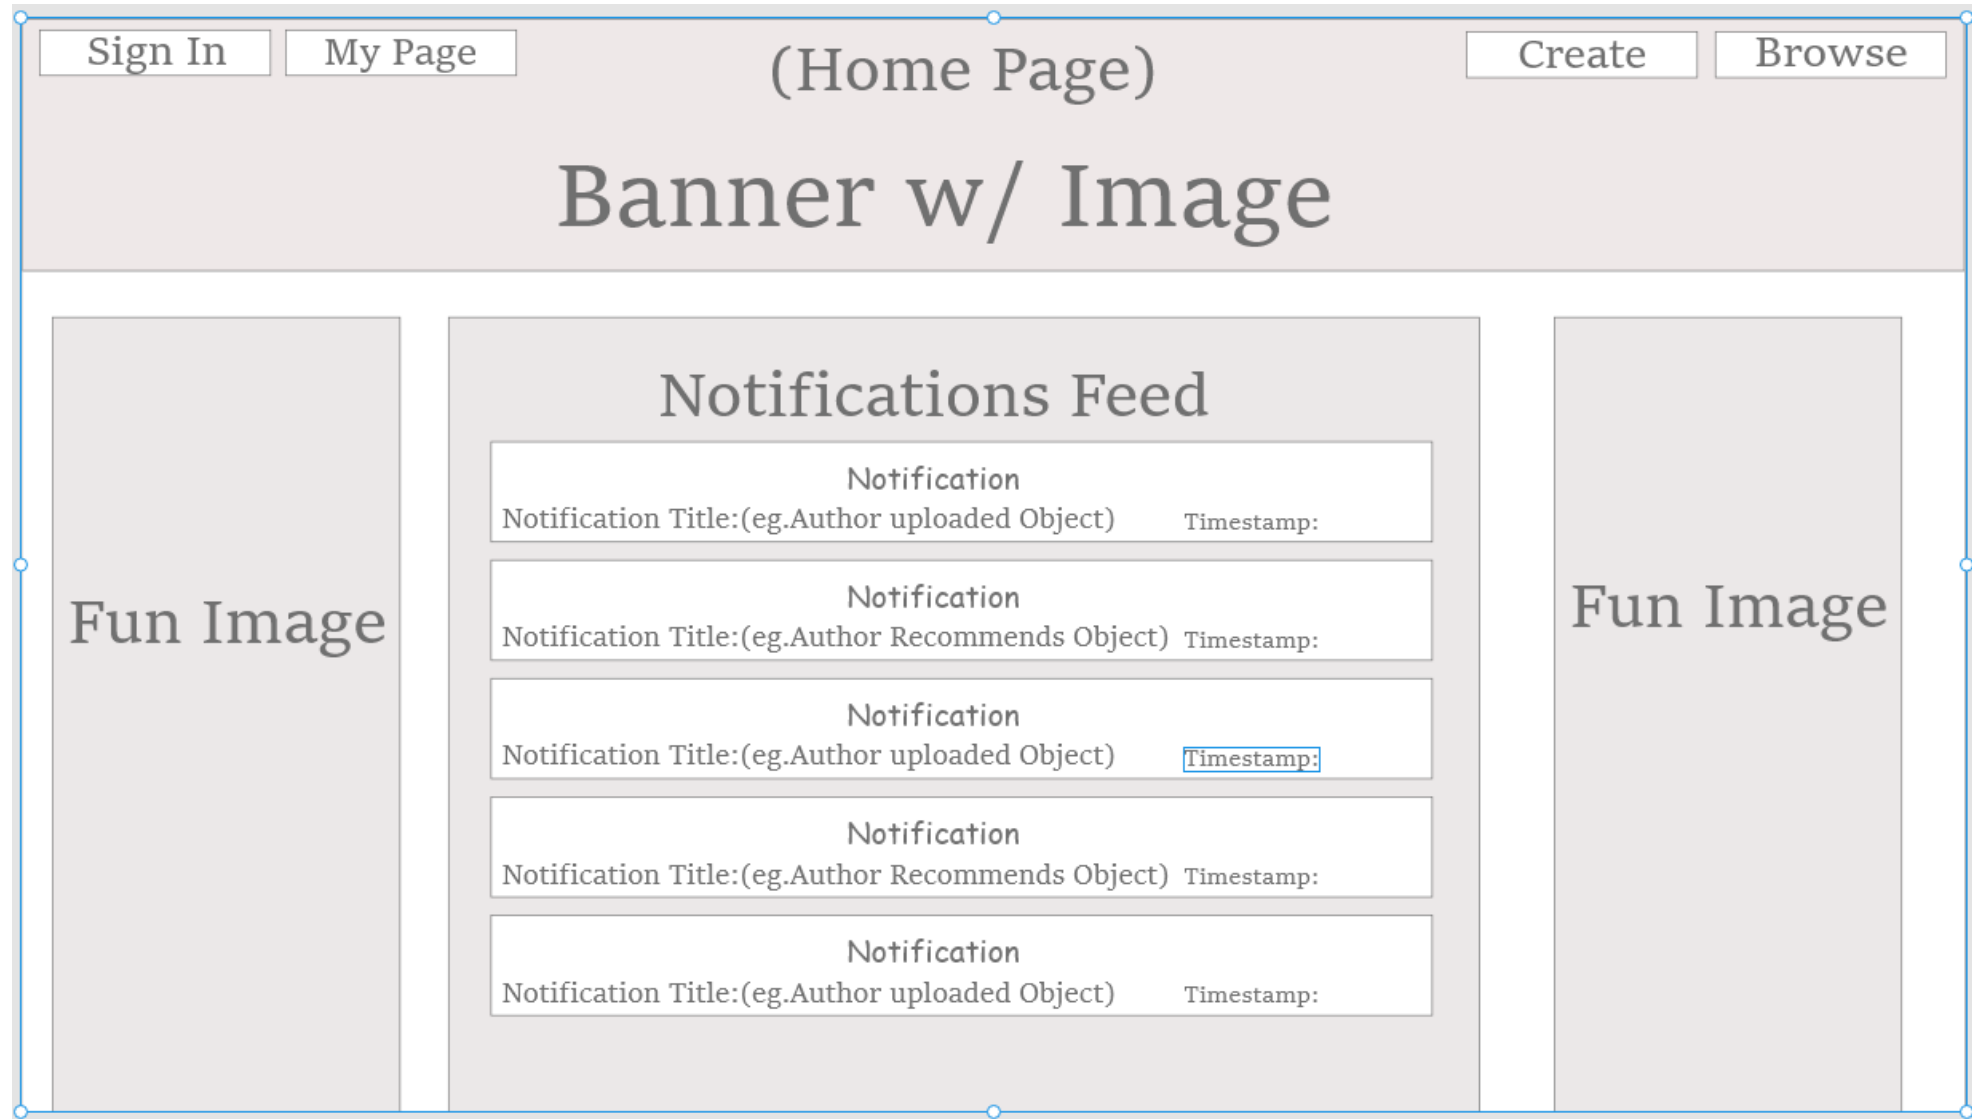 Sign In
My Page
(Home Page)
Create
Browse
Banner w/ Image
Fun Image
Notifications Feed
Notification
Notification Title:(eg.Author uploaded Object)
Timestamp:
Notification
Notification Title:(eg.Author Recommends Object)
Timestamp:
Notification
Notification Title:(eg.Author uploaded Object)
Timestamp:
Notification
Notification Title:(eg.Author Recommends Object)
Timestamp:
Notification
Notification Title:(eg.Author uploaded Object)
Timestamp:
Fun Image